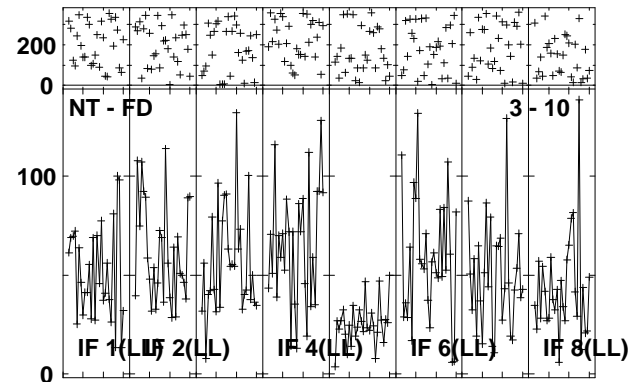 200
0
NT - FD 3 - 10
100
0
IF 1(LL) IF 2(LL) IF 4(LL) IF 6(LL) IF 8(LL)